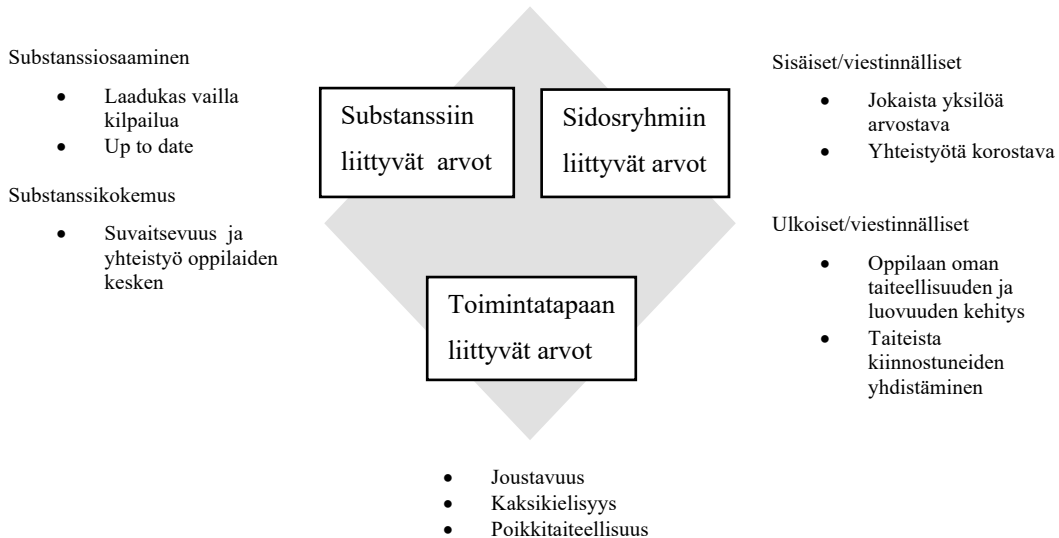 Substanssiosaaminen
• Laadukas vailla
kilpailua
• Up to date
Substanssikokemus
• Suvaitsevuus ja
yhteistyö oppilaiden
kesken
Substanssiin
liittyvät arvot
Sidosryhmiin
liittyvät arvot
Toimintatapaan
liittyvät arvot
Sisäiset/viestinnälliset
• Jokaista yksilöä
arvostava
• Yhteistyötä korostava
Ulkoiset/viestinnälliset
• Oppilaan oman
taiteellisuuden ja
luovuuden kehitys
• Taiteista
kiinnostuneiden
yhdistäminen
• Joustavuus
• Kaksikielisyys
• Poikkitaiteellisuus